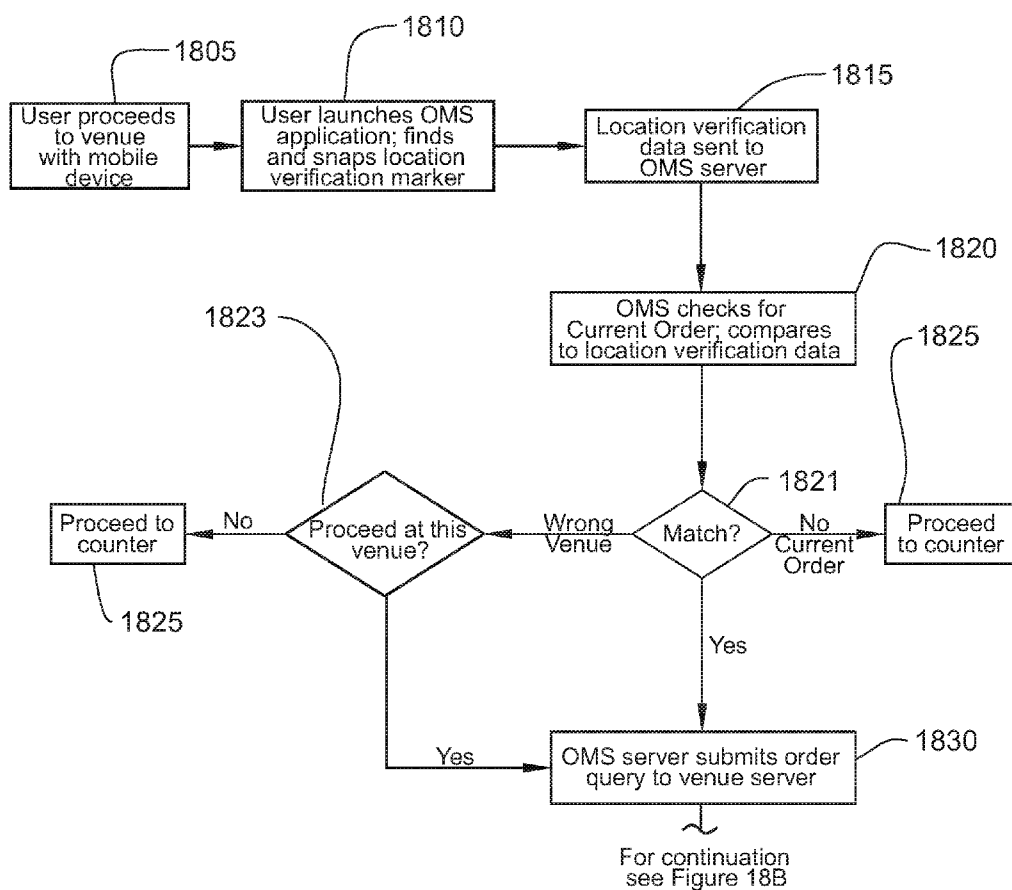 1805
1810
1815
User proceeds
to venue
with mobile
device
User launches OMS
application; finds
and snaps location
verification marker
Location verification
data sent to
OMS server
1820
OMS checks for
Current Order; compares
to location verification data
1823
1825
1821
Proceed to
counter
No
Proceed at this
venue?
Wrong
Venue
Match?
No
Current
Order
Proceed
to counter
1825
Yes
Yes
OMS server submits order
query to venue server
1830
For continuation
see Figure 18B